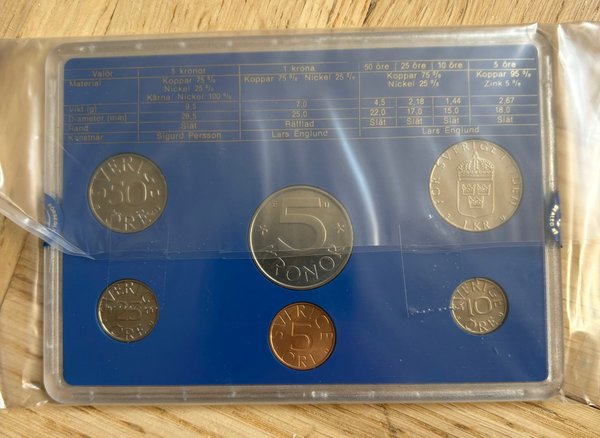 Valör 5 kronor 1 krona 50 öre 25 öre 10 öre 5 öre
Material Koppar 75 % Koppar 75 % Nickel 25 % Koppar 75 % Koppar 95 %
Nickel 25 % Nickel 25 % Zink 5 %
Kärna: Nickel 100 %
Vikt (g) 9,5 7,0 4,5 2,18 1,44 2,67
Diameter (mm) 28,5 25,0 22,0 17,0 15,0 18,0
Rand Slät Räfflad Slät Slät Slät Slät
Konstnär Sigurd Persson Lars Englund Lars Englund
SVERIGE
50
ÖRE
5
KRONOR
FÖR SVERIGE I TIDEN
1 KR
SVERIGE
25
ÖRE
SVERIGE
5
ÖRE
SVERIGE
10
ÖRE
SEALED